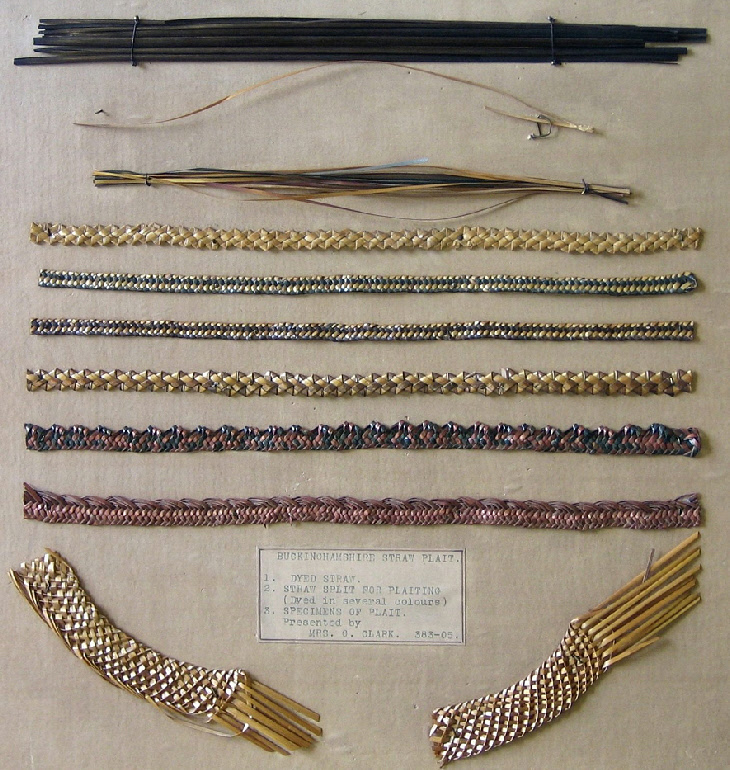 BUCKINGHAMSHIRE STRAW PLAIT.
1. DYED STRAW.
2. STRAW SPLIT FOR PLAITING
(Dyed in several colours)
3. SPECIMENS OF PLAIT.
Presented by
MRS. G. CLARK. 383-05.